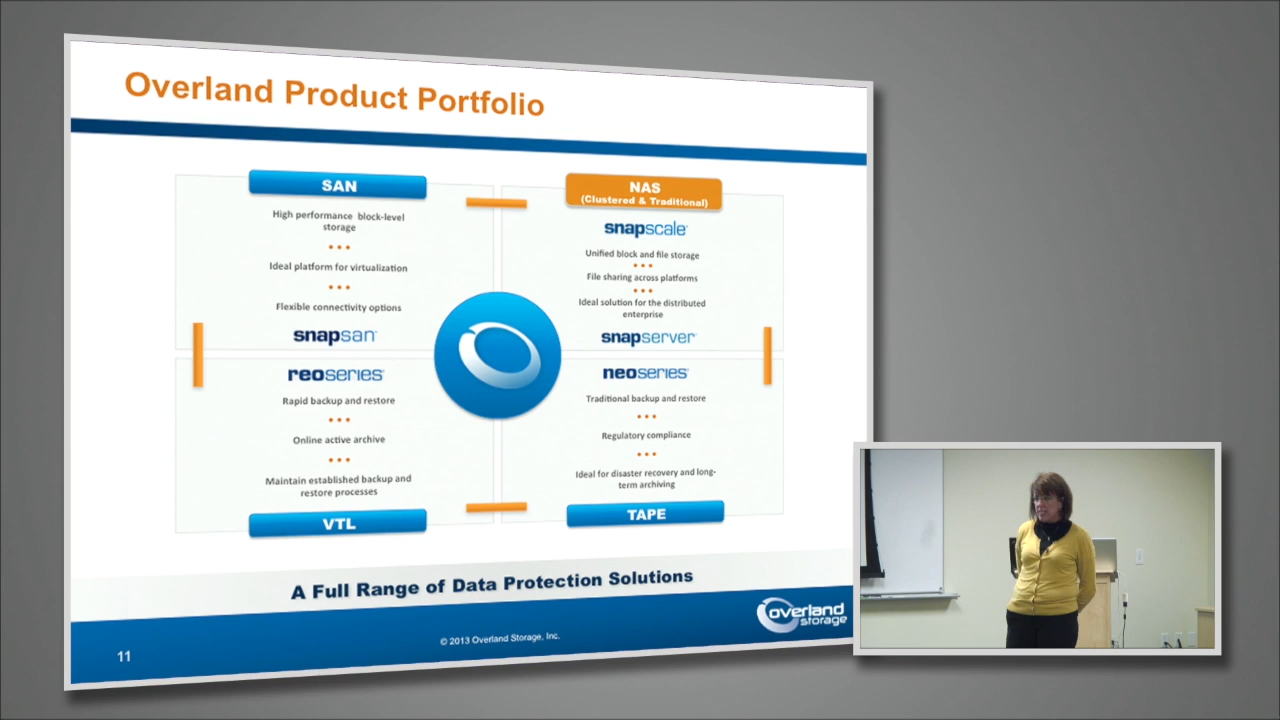 Overland Product Portfolio
SAN
High performance block-level
storage
Ideal platform for virtualization
Flexible connectivity options
snapsan
NAS
(Clustered & Traditional)
snapscale
Unified block and file storage
File sharing across platforms
Ideal solution for the distributed
enterprise
snapserver
reoseries
Rapid backup and restore
Online active archive
Maintain established backup and
restore processes
VTL
neoseries
Traditional backup and restore
Regulatory compliance
Ideal for disaster recovery and long-
term archiving
TAPE
A Full Range of Data Protection Solutions
overland
storage
© 2013 Overland Storage, Inc.
11